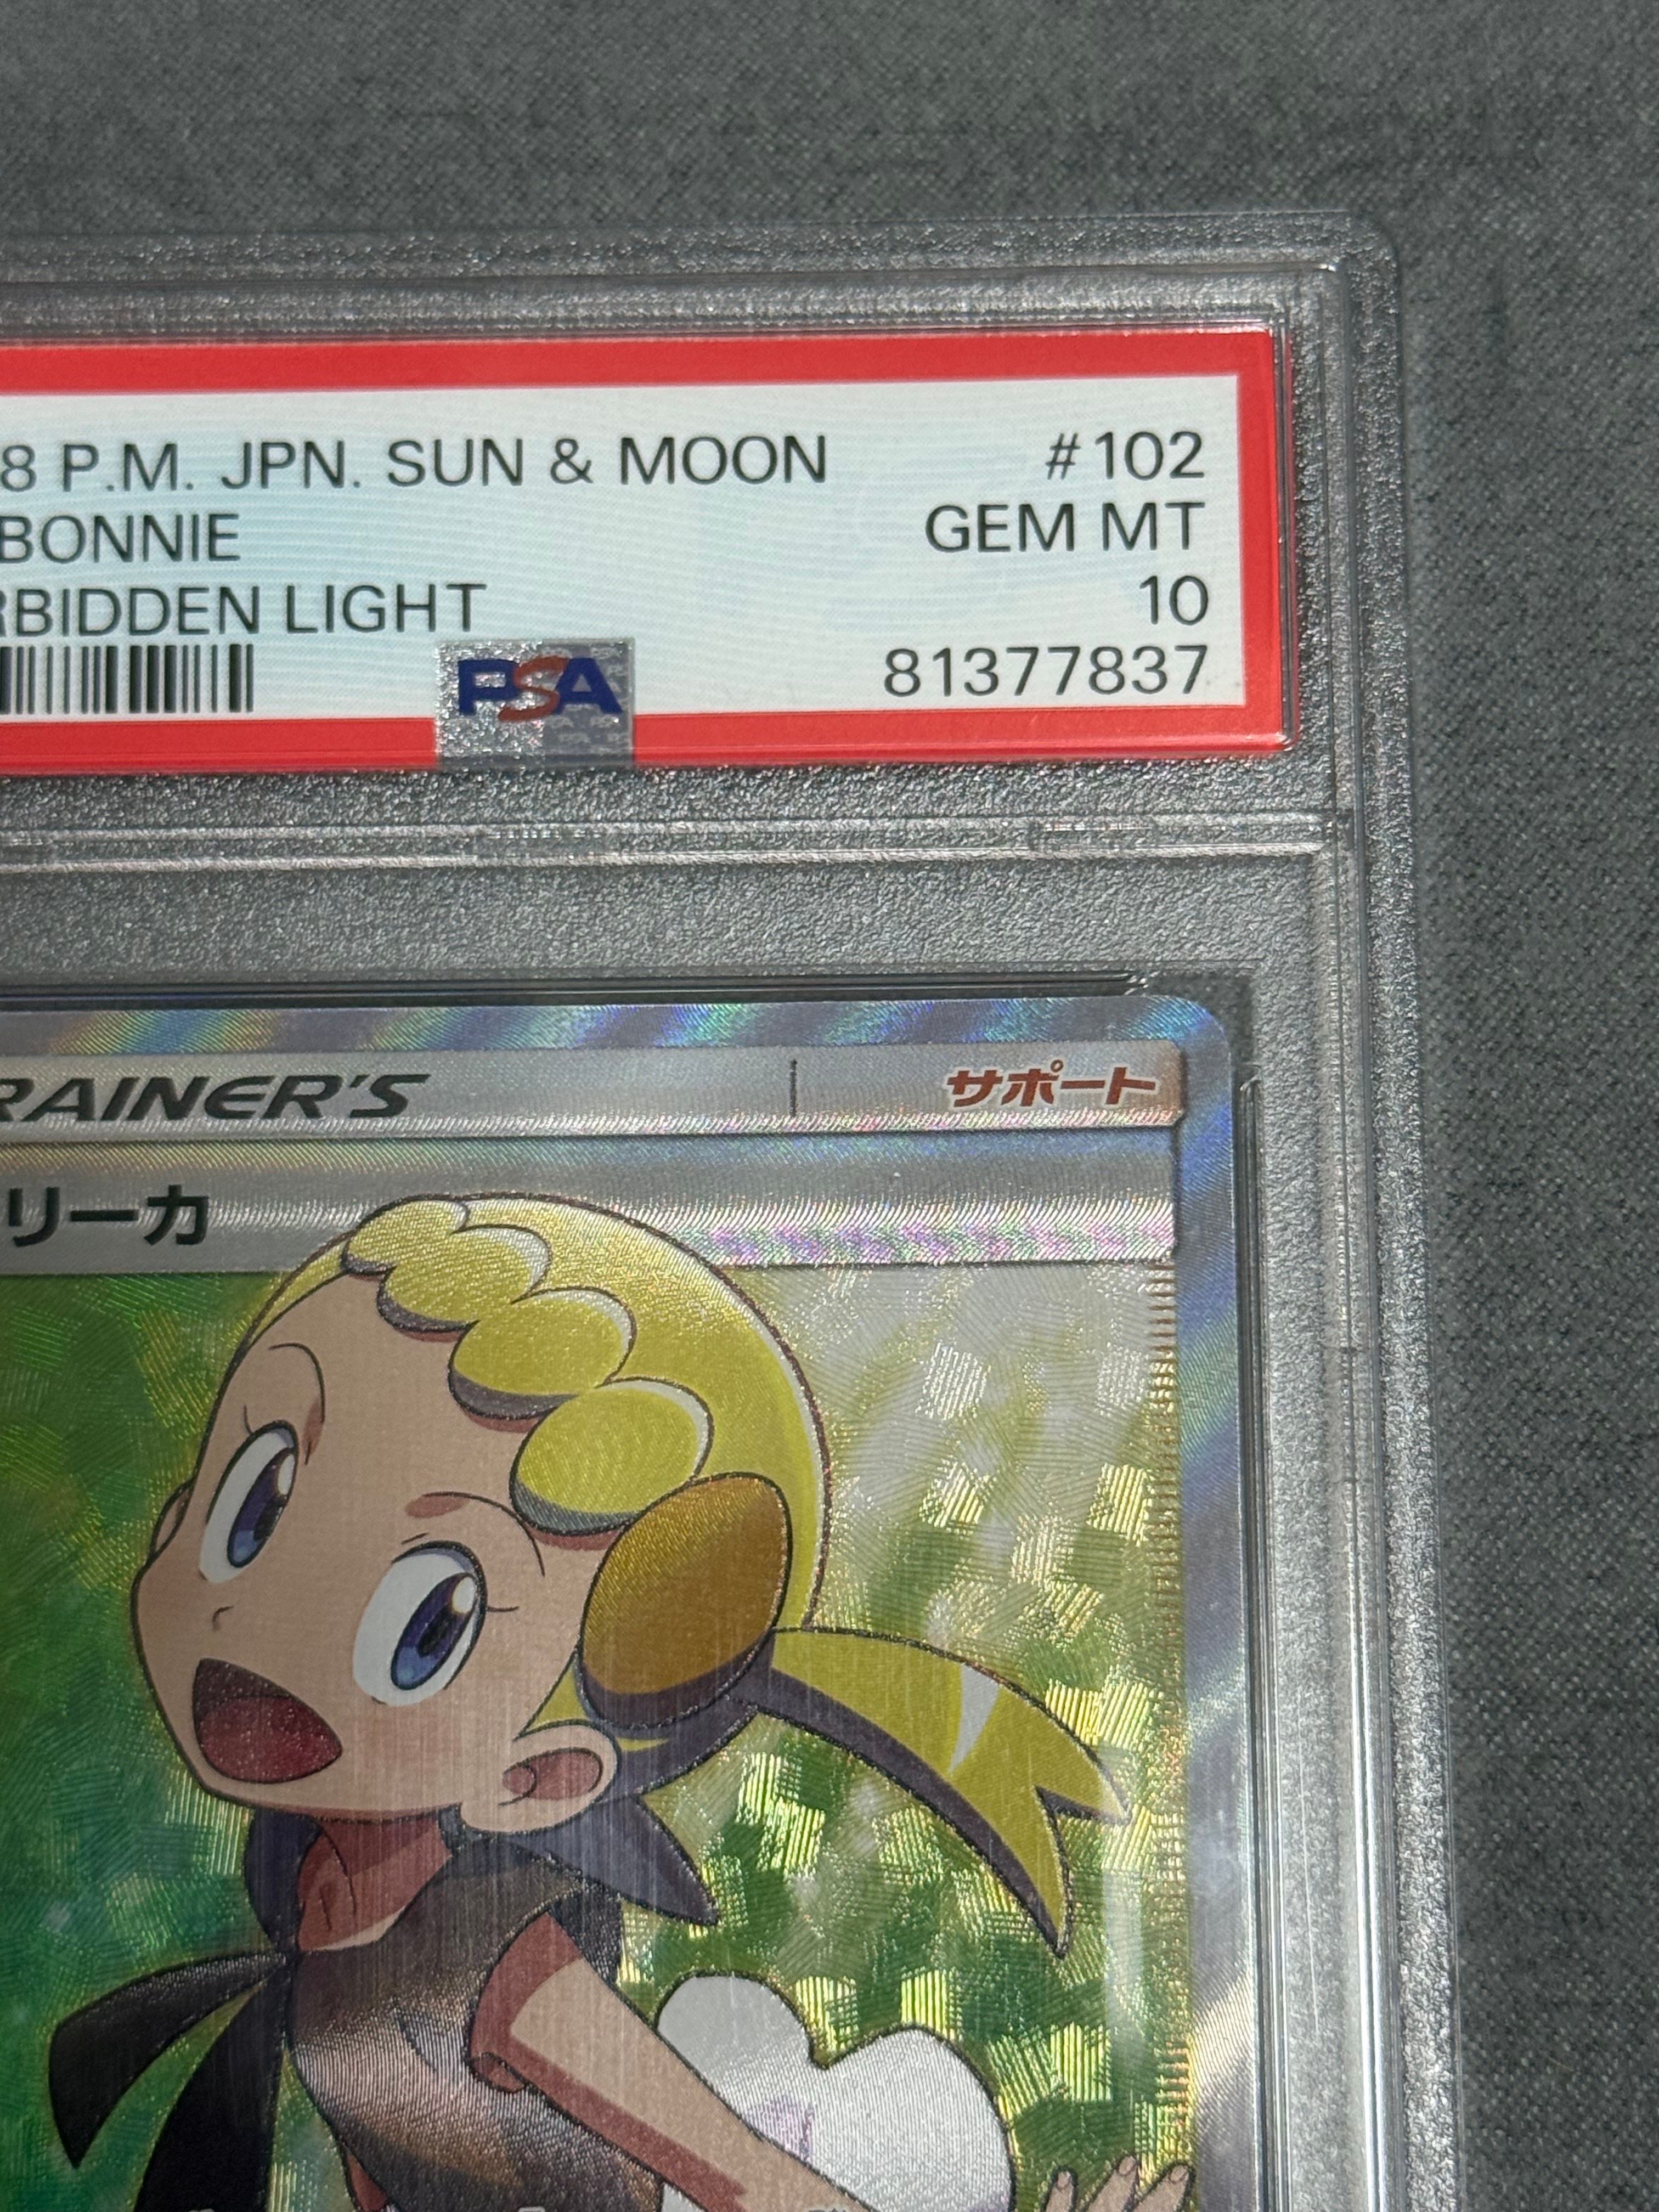 8 P.M. JPN. SUN & MOON #102
BONNIE GEM MT
RBIDDEN LIGHT 10
PSA 81377837
RAINER'S サポート
リーカ